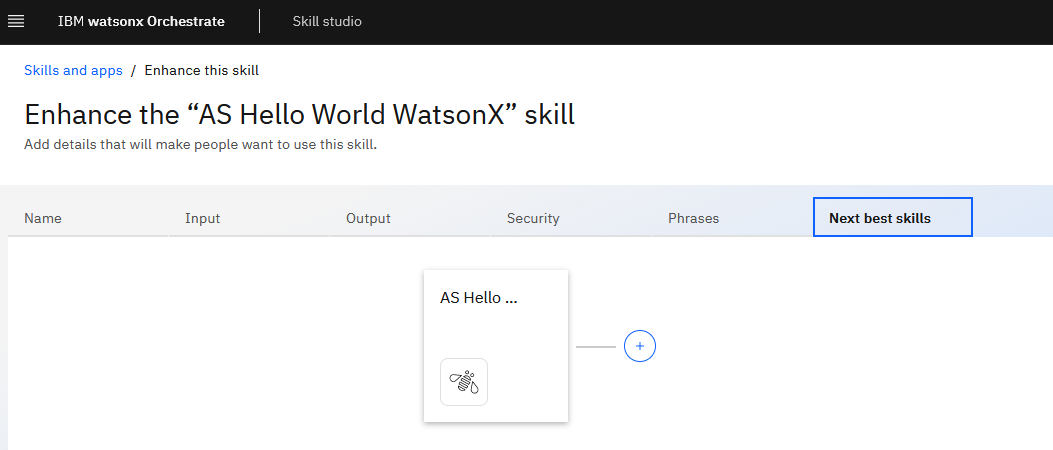 IBM watsonx Orchestrate Skill studio
Skills and apps / Enhance this skill
Enhance the “AS Hello World WatsonX” skill
Add details that will make people want to use this skill.
Name Input Output Security Phrases Next best skills
AS Hello ...
+